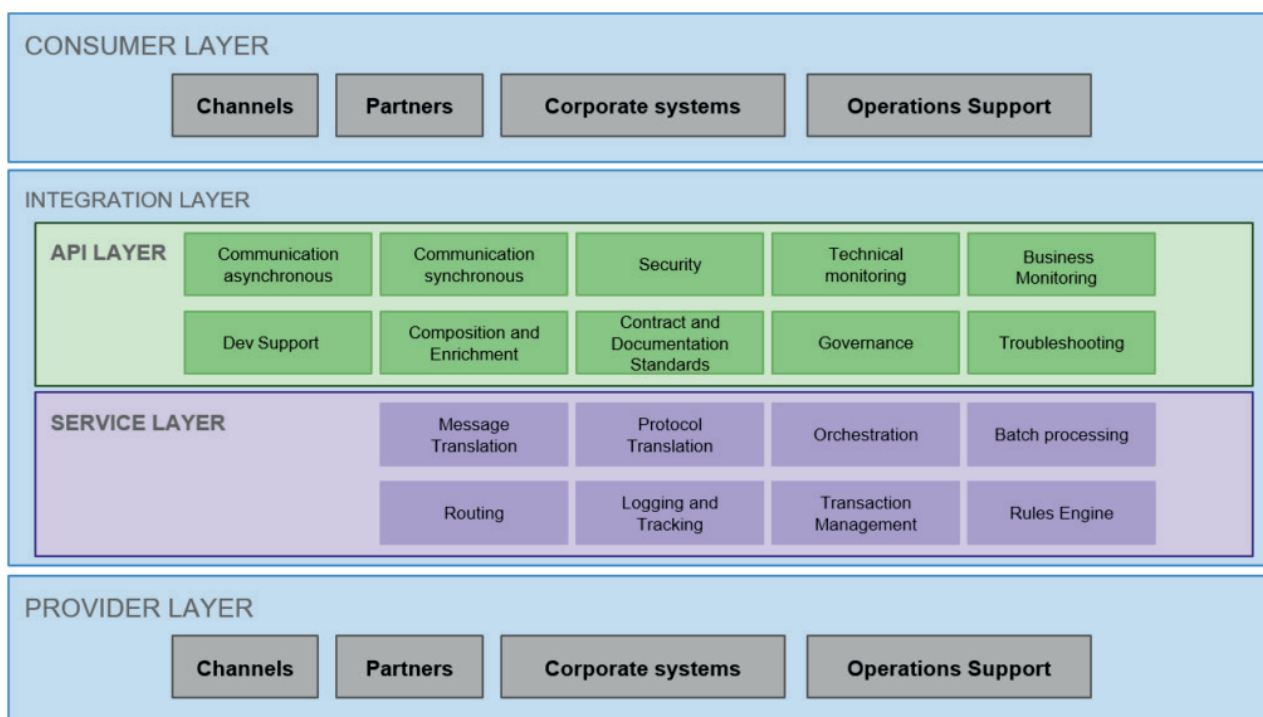 CONSUMER LAYER
Channels
Partners
Corporate systems
Operations Support
INTEGRATION LAYER
API LAYER
Communication
asynchronous
Communication
synchronous
Security
Technical
monitoring
Business
Monitoring
Dev Support
Composition and
Enrichment
Contract and
Documentation
Standards
Governance
Troubleshooting
SERVICE LAYER
Message
Translation
Protocol
Translation
Orchestration
Batch processing
Routing
Logging and
Tracking
Transaction
Management
Rules Engine
PROVIDER LAYER
Channels
Partners
Corporate systems
Operations Support